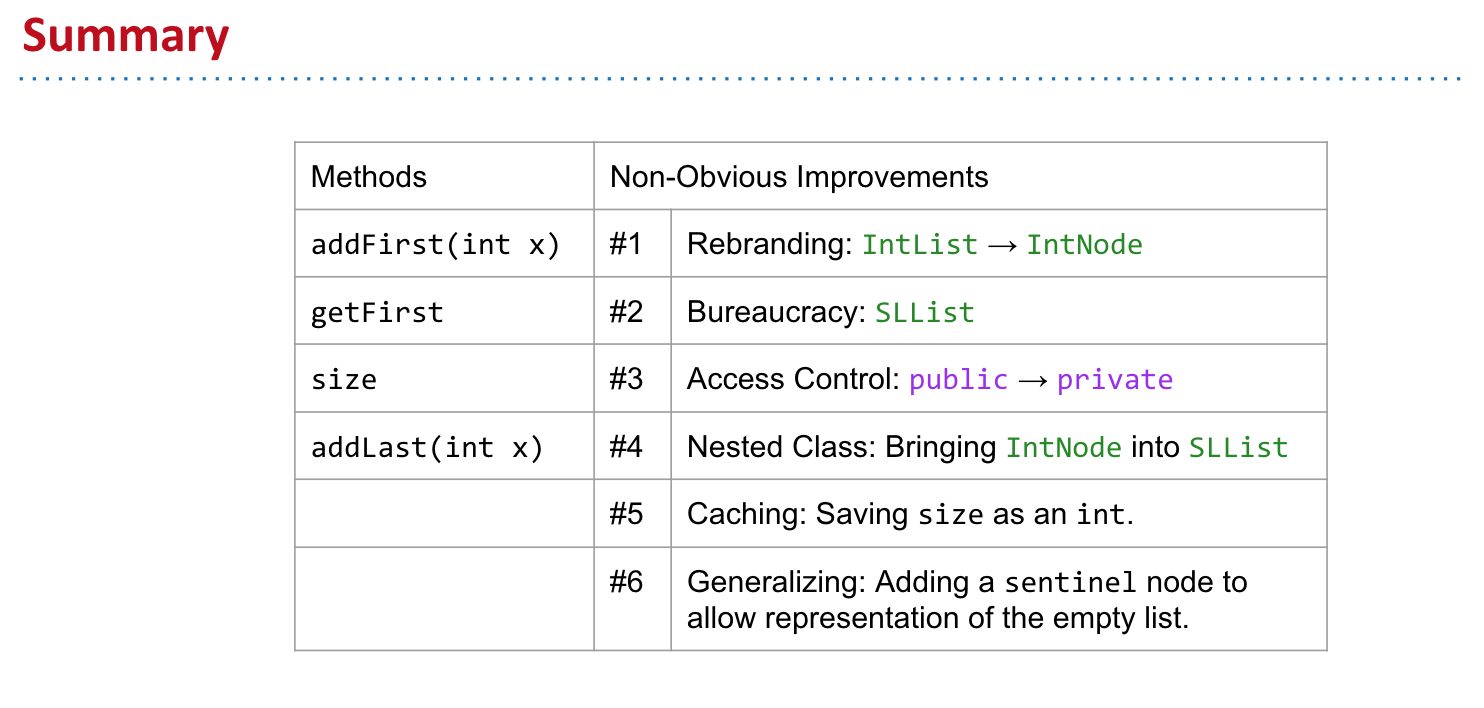 Summary
Methods Non-Obvious Improvements
addFirst(int x) #1 Rebranding: IntList → IntNode
getFirst #2 Bureaucracy: SLList
size #3 Access Control: public → private
addLast(int x) #4 Nested Class: Bringing IntNode into SLList
#5 Caching: Saving size as an int.
#6 Generalizing: Adding a sentinel node to
allow representation of the empty list.